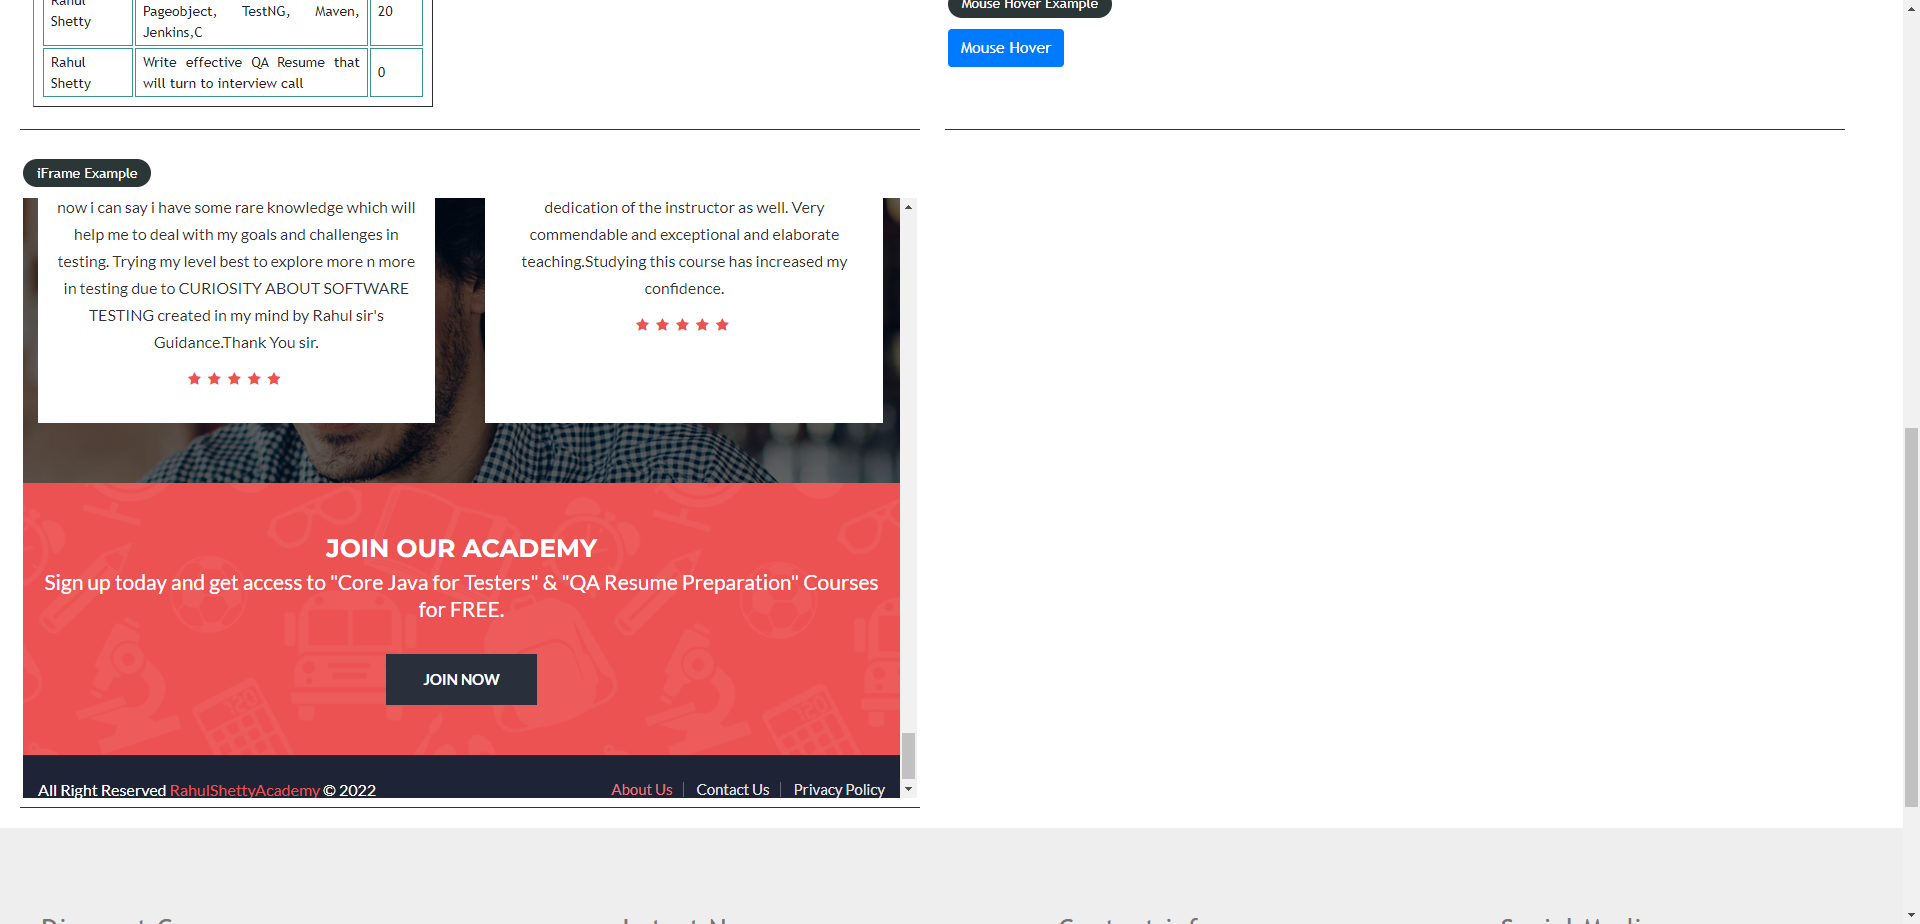 Rahul
Shetty
Pageobject, TestNG, Maven,
Jenkins,C
20
Rahul
Shetty
Write effective QA Resume that
will turn to interview call
0
Mouse Hover Example
Mouse Hover
iFrame Example
now i can say i have some rare knowledge which will
help me to deal with my goals and challenges in
testing. Trying my level best to explore more n more
in testing due to CURIOSITY ABOUT SOFTWARE
TESTING created in my mind by Rahul sir's
Guidance.Thank You sir.
dedication of the instructor as well. Very
commendable and exceptional and elaborate
teaching.Studying this course has increased my
confidence.
JOIN OUR ACADEMY
Sign up today and get access to "Core Java for Testers" & "QA Resume Preparation" Courses
for FREE.
JOIN NOW
All Right Reserved RahulShettyAcademy © 2022
About Us
Contact Us
Privacy Policy